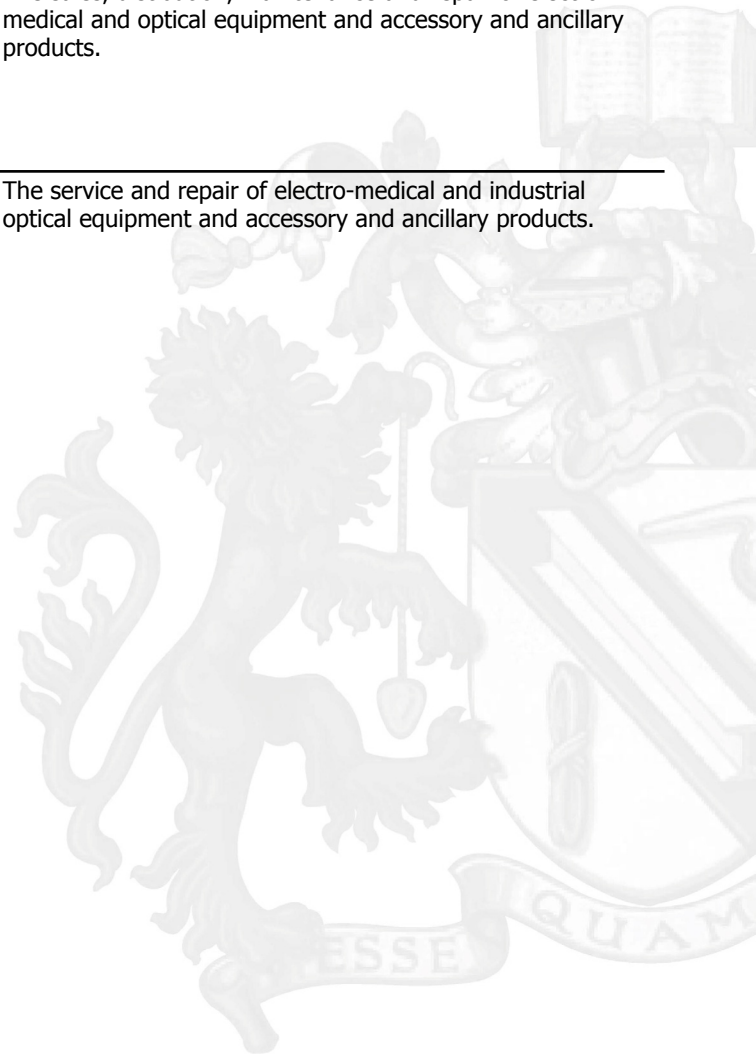 medical and optical equipment and accessory and ancillary
products.
The service and repair of electro-medical and industrial
optical equipment and accessory and ancillary products.
ESSE
QUAM